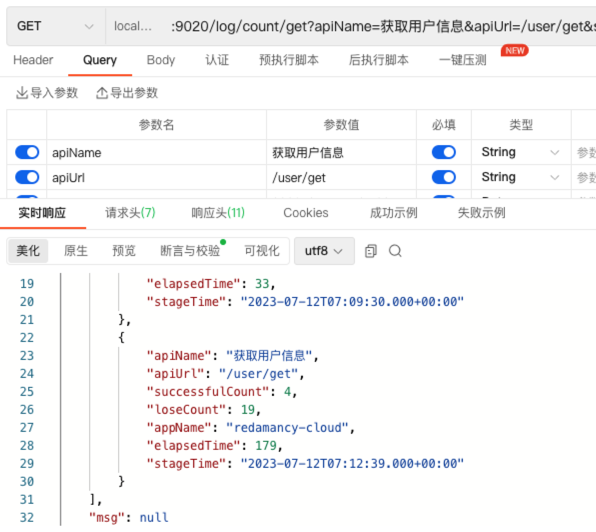 GET local... :9020/log/count/get?apiName=获取用户信息&apiUrl=/user/get&s
Header Query Body 认证 预执行脚本 后执行脚本 一键压测 NEW
导入参数 导出参数
参数名 参数值 必填 类型
apiName 获取用户信息 String 参数
apiUrl /user/get String 参数
实时响应 请求头(7) 响应头(11) Cookies 成功示例 失败示例
美化 原生 预览 断言与校验 可视化 utf8
19 "elapsedTime": 33,
20 "stageTime": "2023-07-12T07:09:30.000+00:00"
21 },
22 {
23 "apiName": "获取用户信息",
24 "apiUrl": "/user/get",
25 "successfulCount": 4,
26 "loseCount": 19,
27 "appName": "redamancy-cloud",
28 "elapsedTime": 179,
29 "stageTime": "2023-07-12T07:12:39.000+00:00"
30 }
31 ],
32 "msg": null